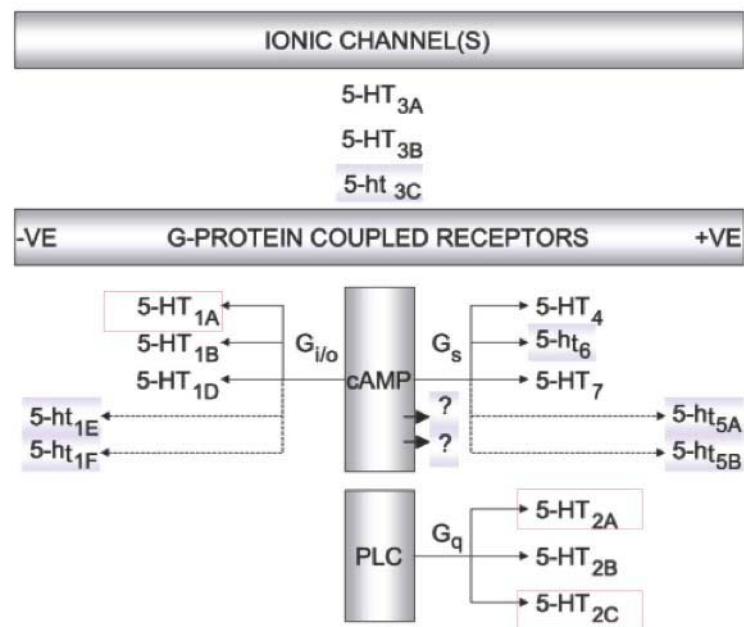 IONIC CHANNEL(S)
5-HT3A
5-HT3B
5-ht 3C
-VE G-PROTEIN COUPLED RECEPTORS +VE
5-HT1A 5-HT4
5-HT1B Gi/o Gs 5-ht6
5-HT1D cAMP 5-HT7
5-ht1E ? 5-ht5A
5-ht1F ? 5-ht5B
5-HT2A
PLC Gq 5-HT2B
5-HT2C